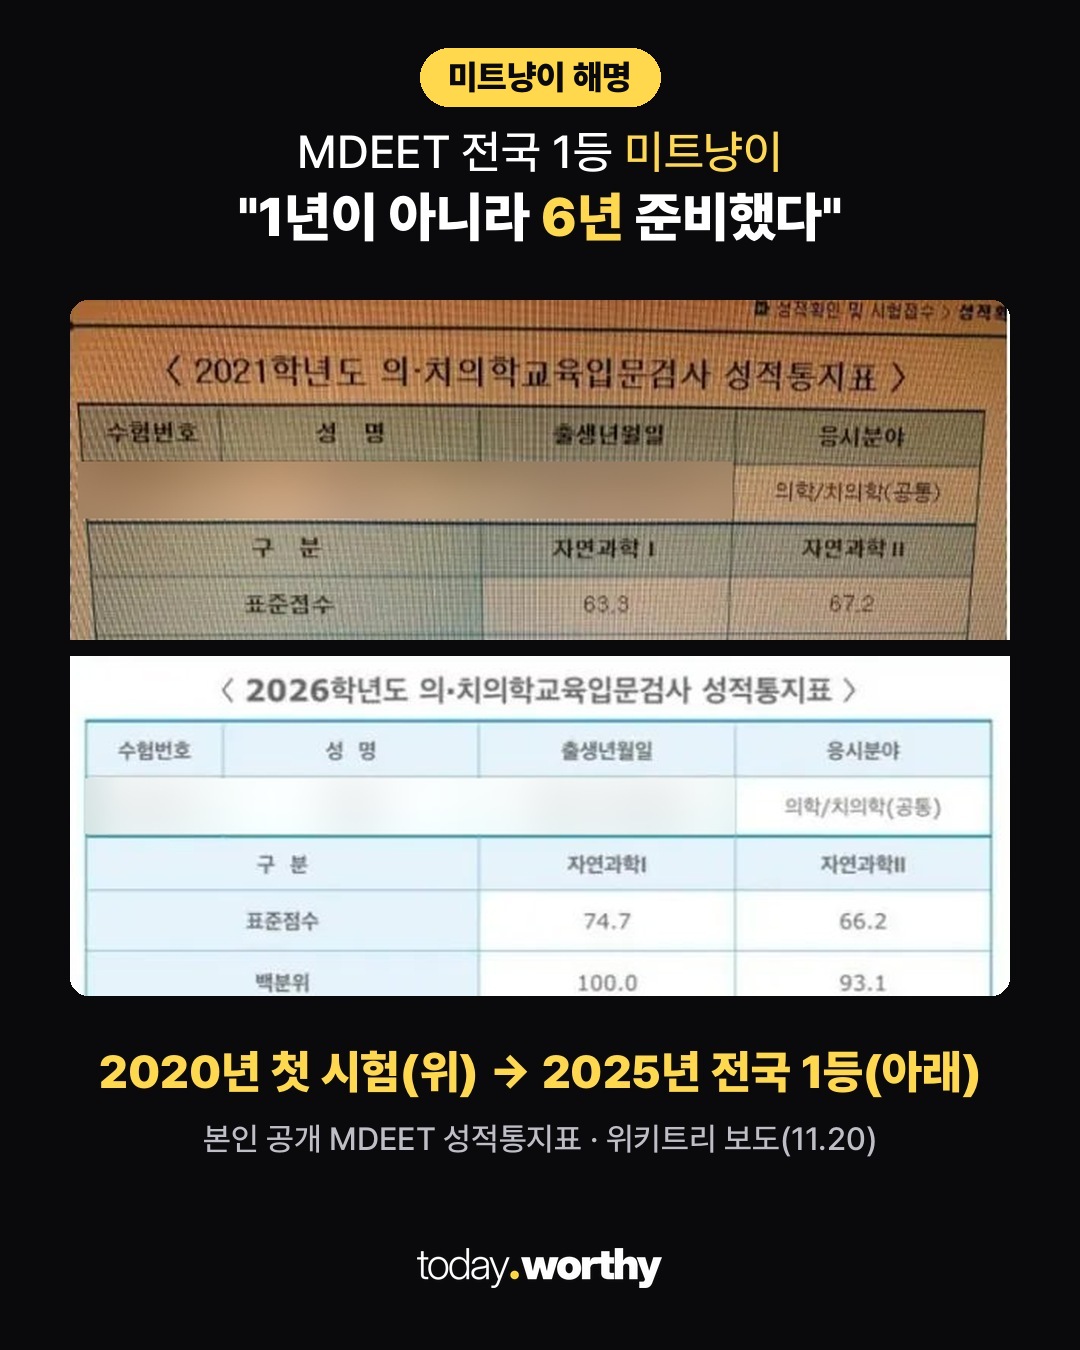 미트냥이 해명
MDEET 전국 1등 미트냥이
"1년이 아니라 6년 준비했다"
성적확인 및 시험접수 > 성적확
< 2021학년도 의·치의학교육입문검사 성적통지표 >
수험번호 성 명 출생년월일 응시분야
의학/치의학(공통)
구 분 자연과학 I 자연과학 II
표준점수 63.3 67.2
< 2026학년도 의·치의학교육입문검사 성적통지표 >
수험번호 성 명 출생년월일 응시분야
의학/치의학(공통)
구 분 자연과학I 자연과학II
표준점수 74.7 66.2
백분위 100.0 93.1
2020년 첫 시험(위) → 2025년 전국 1등(아래)
본인 공개 MDEET 성적통지표 · 위키트리 보도(11.20)
today.worthy